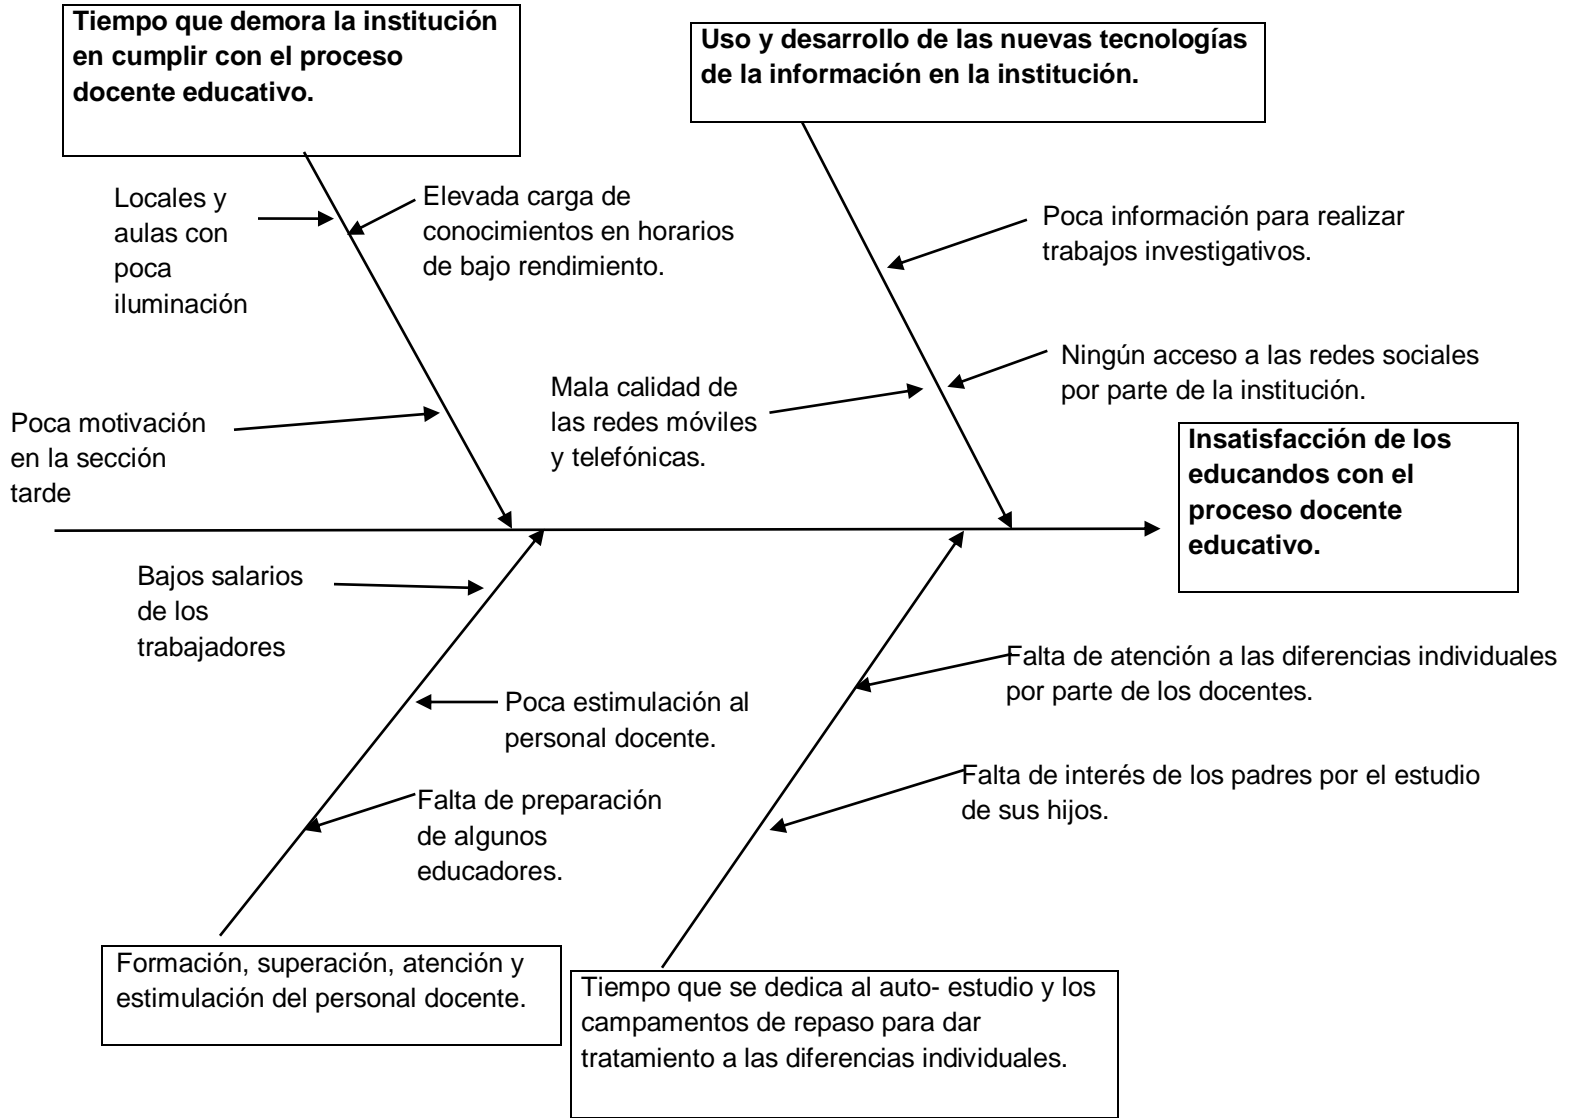 Tiempo que demora la institución
en cumplir con el proceso
docente educativo.
Uso y desarrollo de las nuevas tecnologías
de la información en la institución.
Locales y
aulas con
poca
iluminación
Elevada carga de
conocimientos en horarios
de bajo rendimiento.
Poca información para realizar
trabajos investigativos.
Poca motivación
en la sección
tarde
Mala calidad de
las redes móviles
y telefónicas.
Ningún acceso a las redes sociales
por parte de la institución.
Insatisfacción de los
educandos con el
proceso docente
educativo.
Bajos salarios
de los
trabajadores
Poca estimulación al
personal docente.
Falta de preparación
de algunos
educadores.
Falta de atención a las diferencias individuales
por parte de los docentes.
Falta de interés de los padres por el estudio
de sus hijos.
Formación, superación, atención y
estimulación del personal docente.
Tiempo que se dedica al auto- estudio y los
campamentos de repaso para dar
tratamiento a las diferencias individuales.